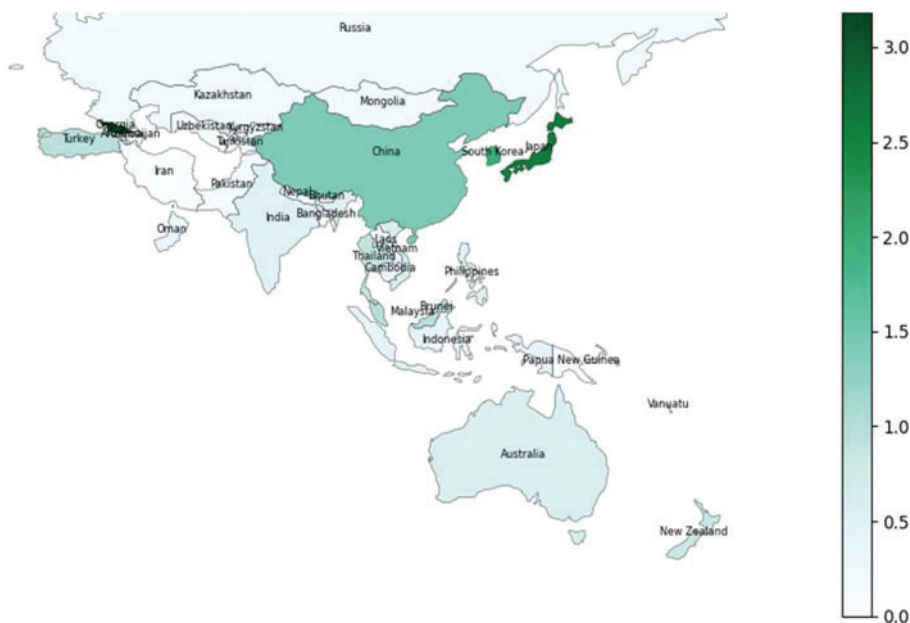 Russia
3.0
Kazakhstan
Mongolia
Georgia
Uzbekistan
Kyrgyzstan
Turkey
Tajikistan
2.5
China
South Korea
Japan
Iran
Pakistan
Nepal
Bhutan
India
Bangladesh
2.0
Oman
Laos
Vietnam
Thailand
Cambodia
Philippines
Brunei
Malaysia
1.5
Indonesia
Papua New Guinea
Vanuatu
1.0
Australia
0.5
New Zealand
0.0